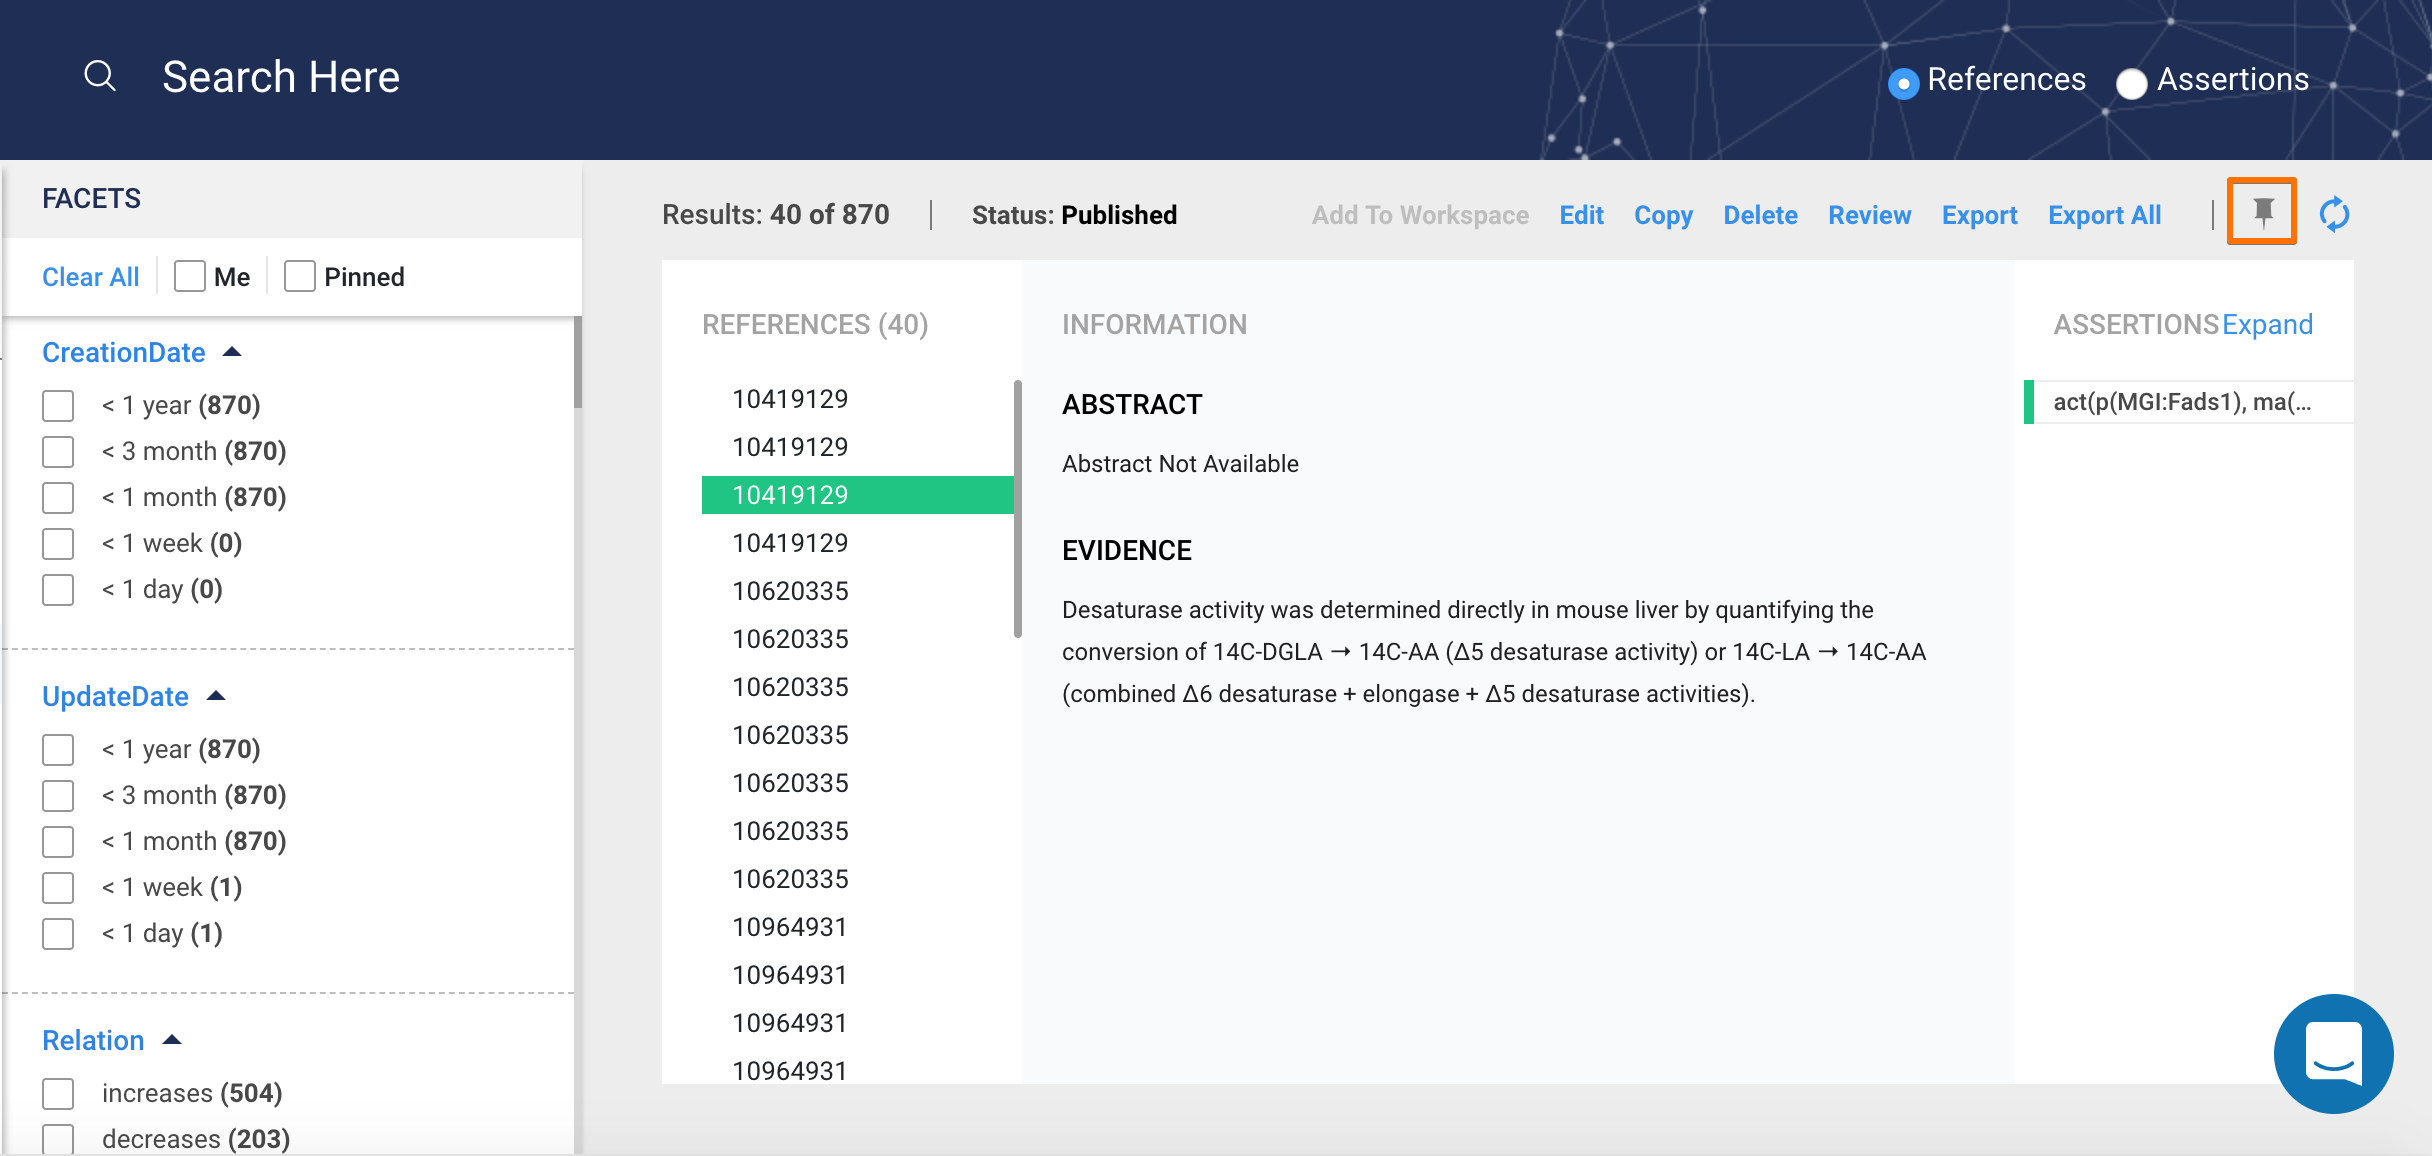 Search Here
References
Assertions
FACETS
Clear All
Me
Pinned
CreationDate
< 1 year (870)
< 3 month (870)
< 1 month (870)
< 1 week (0)
< 1 day (0)
UpdateDate
< 1 year (870)
< 3 month (870)
< 1 month (870)
< 1 week (1)
< 1 day (1)
Relation
increases (504)
decreases (203)
Results: 40 of 870
Status: Published
Add To Workspace
Edit
Copy
Delete
Review
Export
Export All
REFERENCES (40)
10419129
10419129
10419129
10419129
10620335
10620335
10620335
10620335
10620335
10620335
10620335
10964931
10964931
10964931
10964931
INFORMATION
ABSTRACT
Abstract Not Available
EVIDENCE
Desaturase activity was determined directly in mouse liver by quantifying the
conversion of 14C-DGLA → 14C-AA (Δ5 desaturase activity) or 14C-LA → 14C-AA
(combined Δ6 desaturase + elongase + Δ5 desaturase activities).
ASSERTIONS
Expand
act(p(MGI:Fads1), ma(...